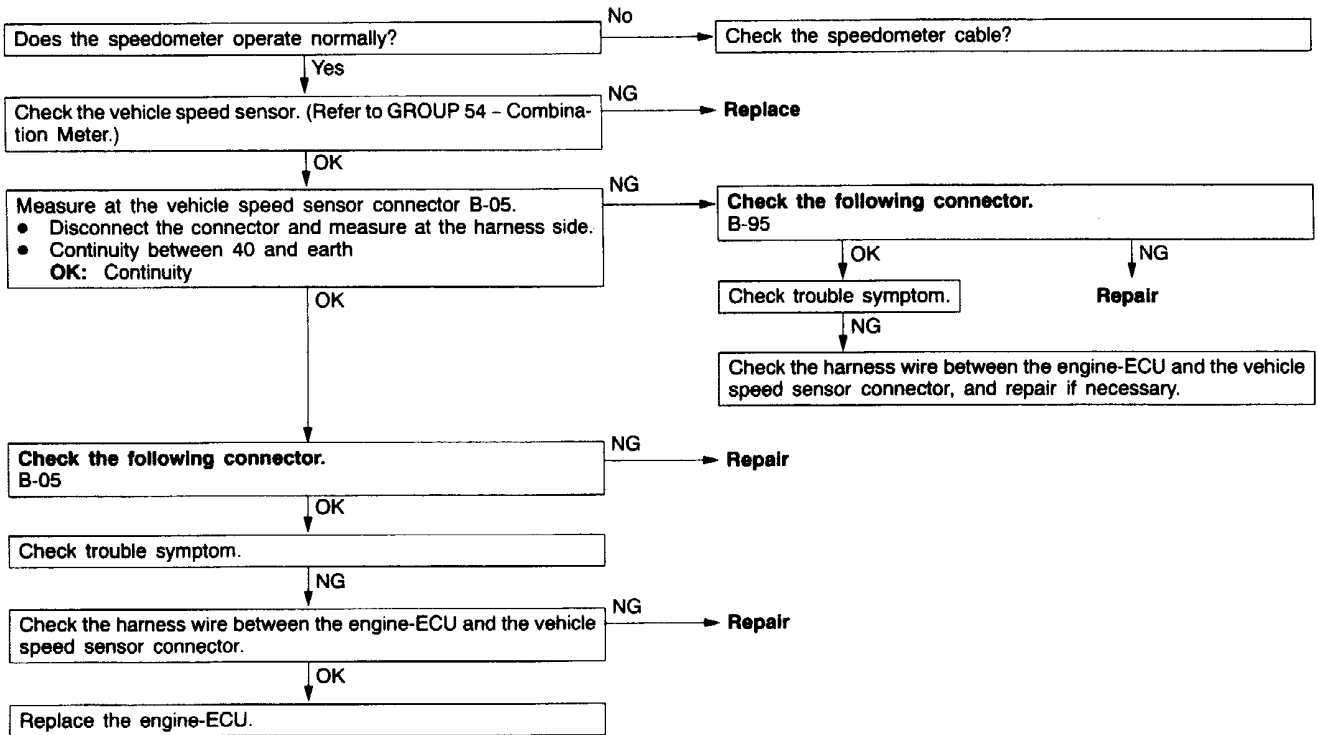 Does the speedometer operate normally?
No
Check the speedometer cable?
Yes
Check the vehicle speed sensor. (Refer to GROUP 54 – Combina-
tion Meter.)
NG
Replace
OK
Measure at the vehicle speed sensor connector B-05.
● Disconnect the connector and measure at the harness side.
● Continuity between 40 and earth
OK: Continuity
NG
Check the following connector.
B-95
OK
NG
Check trouble symptom.
Repair
NG
Check the harness wire between the engine-ECU and the vehicle
speed sensor connector, and repair if necessary.
OK
Check the following connector.
B-05
NG
Repair
OK
Check trouble symptom.
NG
Check the harness wire between the engine-ECU and the vehicle
speed sensor connector.
NG
Repair
OK
Replace the engine-ECU.